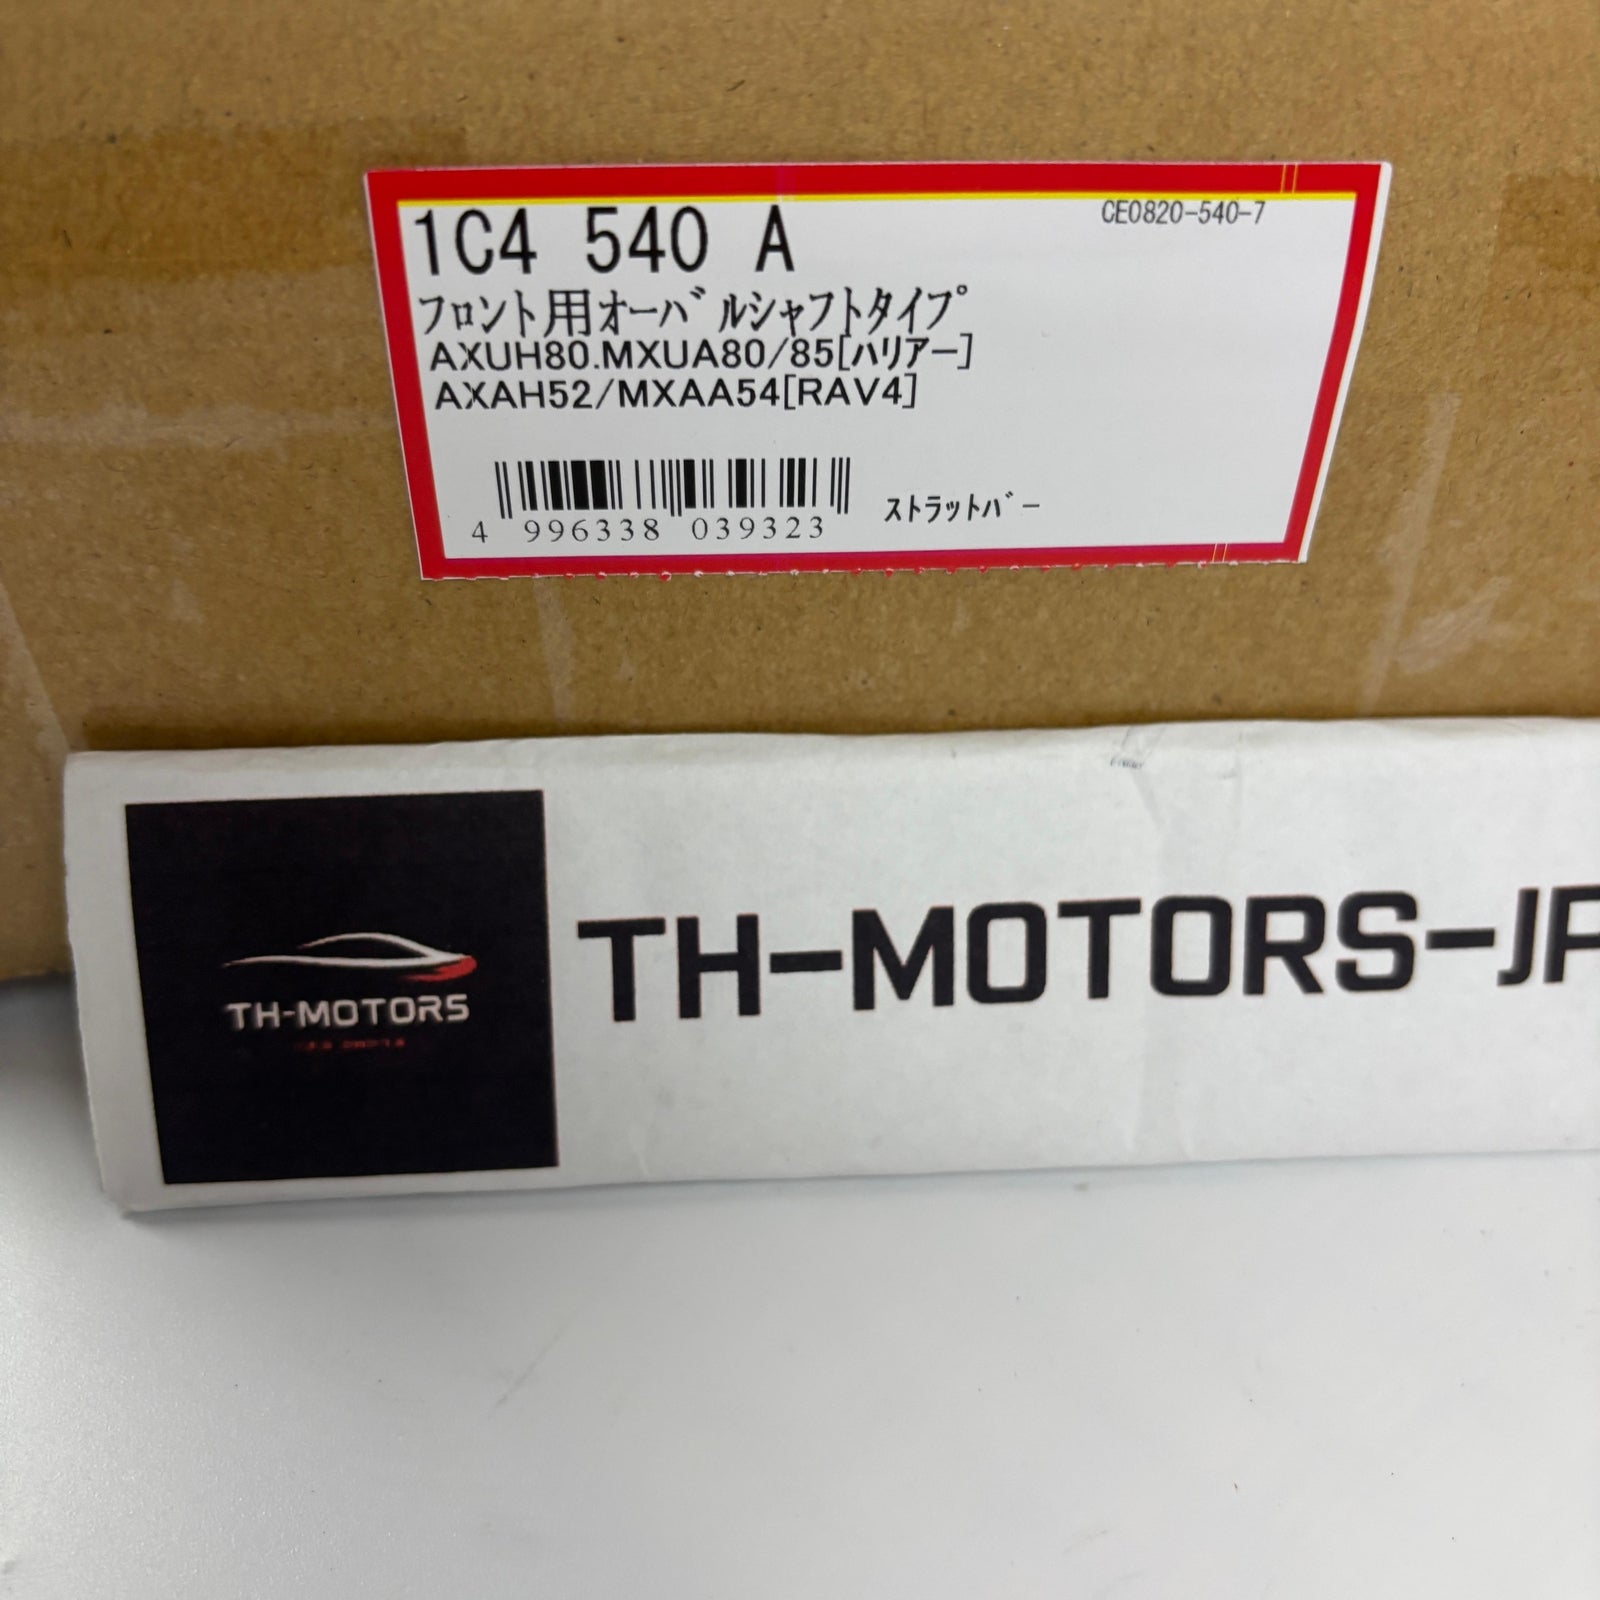 1C4 540 A
CE0820-540-7
フロント用オーバルシャフトタイプ
AXUH80.MXUA80/85[ハリアー]
AXAH52/MXAA54[RAV4]
4 996338 039323
ストラットバー
TH-MOTORS-JP
TH-MOTORS